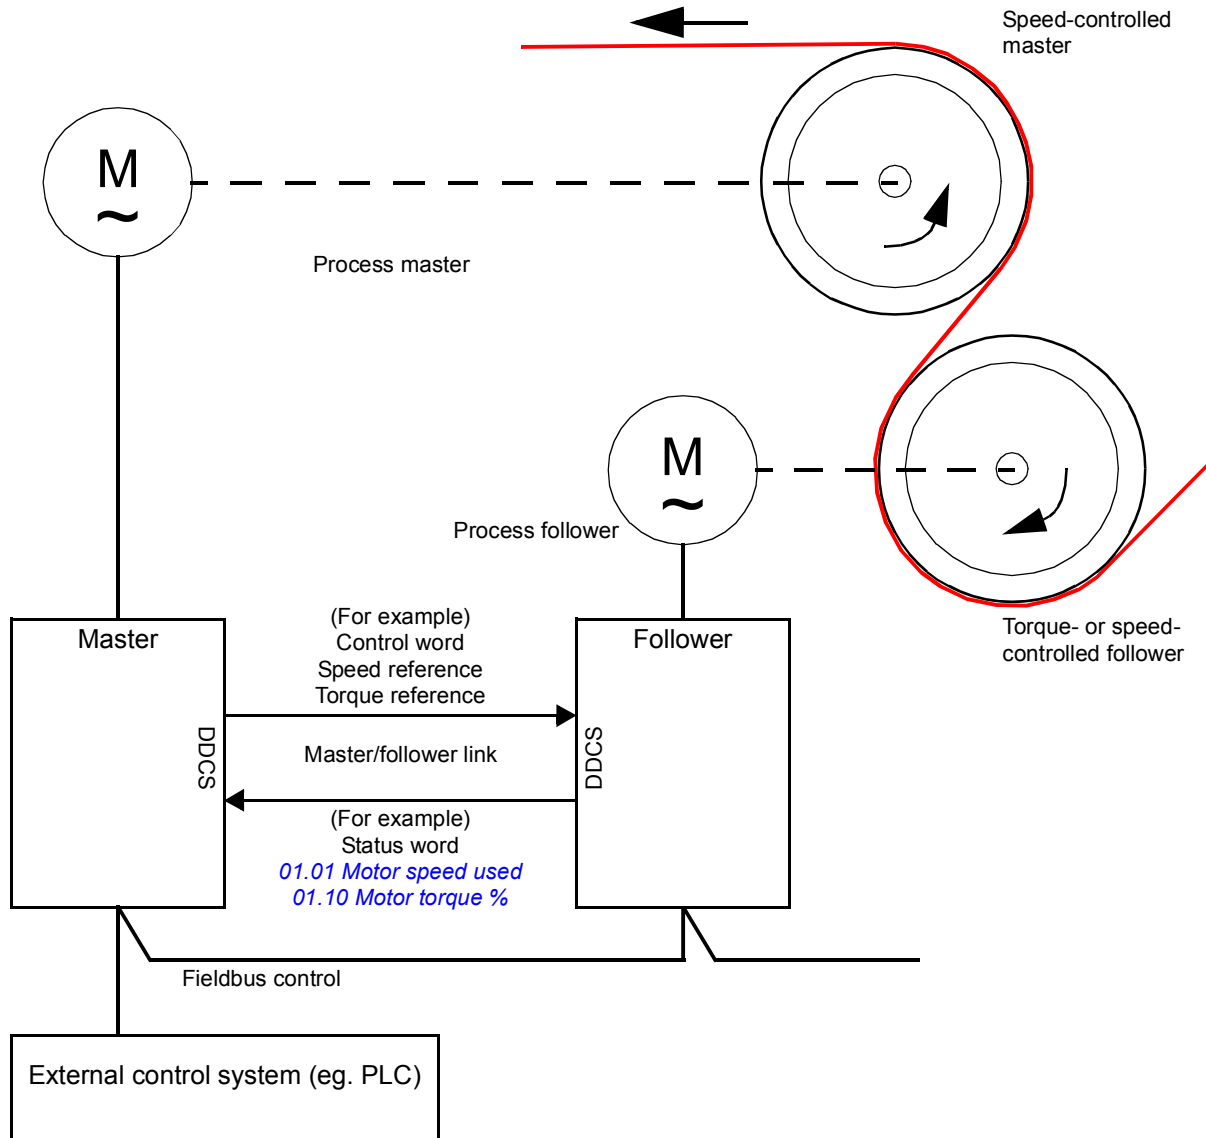 Speed-controlled
master
M
~
Process master
M
~
Process follower
Torque- or speed-
controlled follower
Master
DDCS
(For example)
Control word
Speed reference
Torque reference
Master/follower link
(For example)
Status word
01.01 Motor speed used
01.10 Motor torque %
Follower
DDCS
Fieldbus control
External control system (eg. PLC)